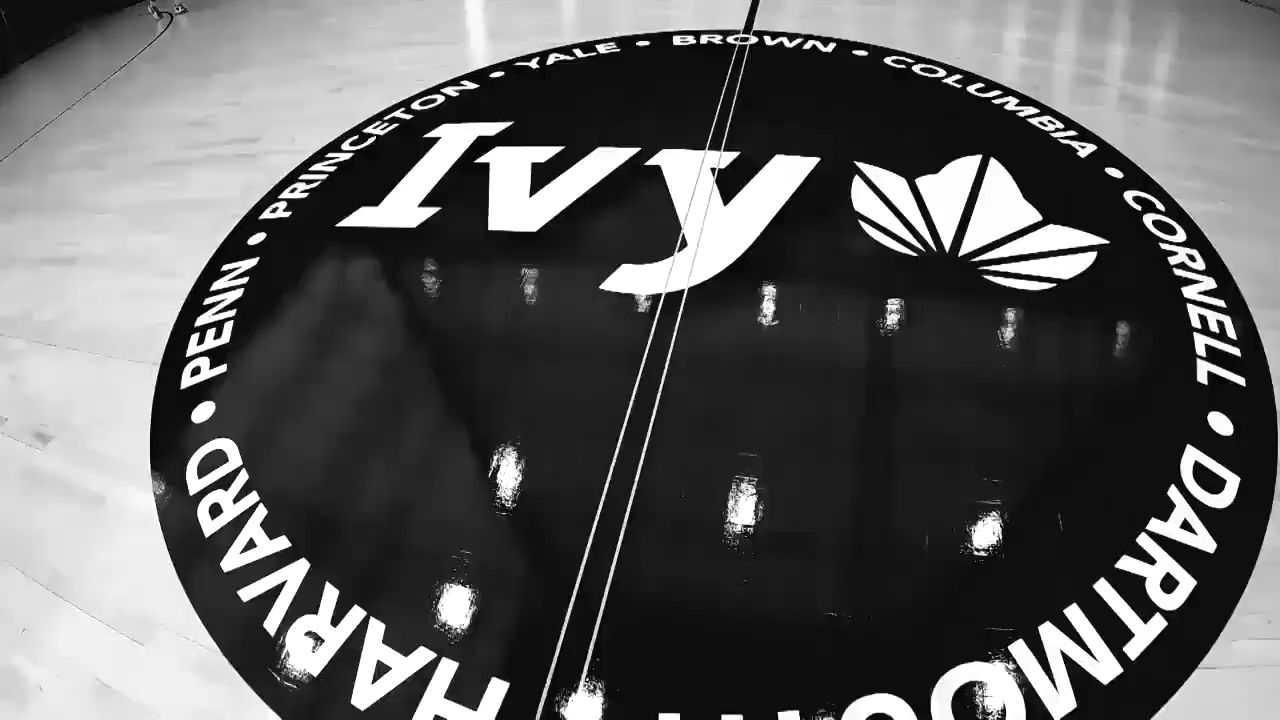 Ivy
BROWN • COLUMBIA • CORNELL • DARTMOUTH HARVARD • PENN • PRINCETON • YALE •